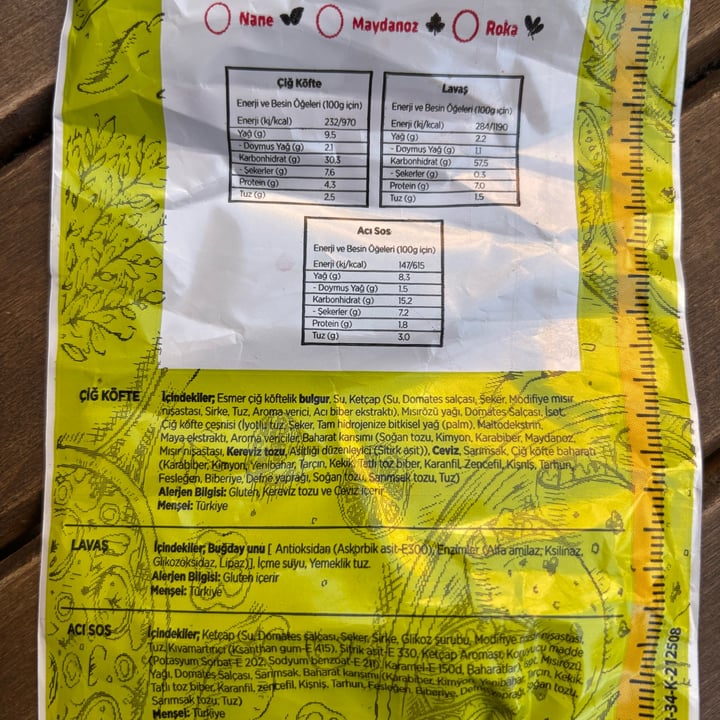 Nane Maydanoz Roka
Çiğ Köfte
Enerji ve Besin Öğeleri (100g için)
Enerji (kj/kcal) 232/970
Yağ (g) 9.5
- Doymuş Yağ (g) 2.1
Karbonhidrat (g) 30.3
- Şekerler (g) 7.6
Protein (g) 4.3
Tuz (g) 2.5
Lavaş
Enerji ve Besin Öğeleri (100g için)
Enerji (kj/kcal) 284/1190
Yağ (g) 2.2
- Doymuş Yağ (g) 1.1
Karbonhidrat (g) 57.5
- Şekerler (g) 0.3
Protein (g) 7.0
Tuz (g) 1.5
Acı Sos
Enerji ve Besin Öğeleri (100g için)
Enerji (kj/kcal) 147/615
Yağ (g) 8.3
- Doymuş Yağ (g) 1.5
Karbonhidrat (g) 15.2
- Şekerler (g) 7.2
Protein (g) 1.8
Tuz (g) 3.0
ÇİĞ KÖFTE
İçindekiler; Esmer çiğ köftelik bulgur, Su, Ketçap (Su, Domates salçası, Şeker, Modifiye mısır
nişastası, Sirke, Tuz, Aroma verici, Acı biber ekstraktı), Mısırözü yağı, Domates Salçası, İsot,
Çiğ köfte çeşnisi (İyotlu tuz, Şeker, Tam hidrojenize bitkisel yağ (palm), Maltodekstrin,
Maya ekstraktı, Aroma vericiler, Baharat karışımı (Soğan tozu, Kimyon, Karabiber, Maydanoz,
Mısır nişastası, Kereviz tozu, Asitliği düzenleyici (Sitirk asit)), Ceviz, Sarımsak, Çiğ köfte baharatı
(Karabiber, Kimyon, Yenibahar, Tarçın, Kekik, Tatlı toz biber, Karanfil, Zencefil, Kişniş, Tarhun,
Fesleğen, Biberiye, Defne yaprağı, Soğan tozu, Sarımsak tozu, Tuz)
Alerjen Bilgisi: Gluten, Kereviz tozu ve Ceviz içerir
Menşei: Türkiye
LAVAŞ
İçindekiler; Buğday unu [ Antioksidan (Askorbik asit-E300), Enzimler (Alfa amilaz, Ksilinaz,
Glikozoksidaz, Lipaz)], İçme suyu, Yemeklik tuz.
Alerjen Bilgisi: Gluten içerir
Menşei: Türkiye
ACI SOS
İçindekiler; Ketçap (Su, Domates salçası, Şeker, Sirke, Glikoz şurubu, Modifiye mısır nişastası,
Tuz, Kıvamartırıcı (Ksanthan gum-E 415), Sitrik asit-E 330, Ketçap Aroması Koruyucu madde
(Potasyum Sorbat-E 202, Sodyum benzoat-E 211), Karamel-E 150d, Baharatlar), Mısırözü
Yağı, Domates Salçası, Sarımsak, Baharat karışımı (Karabiber, Kimyon, Yenibahar, Kekik,
Tatlı toz biber, Karanfil, zencefil, Kişniş, Tarhun, Fesleğen, Biberiye, Soğan tozu,
Sarımsak tozu, Tuz)
Menşei: Türkiye
-34-K-212508